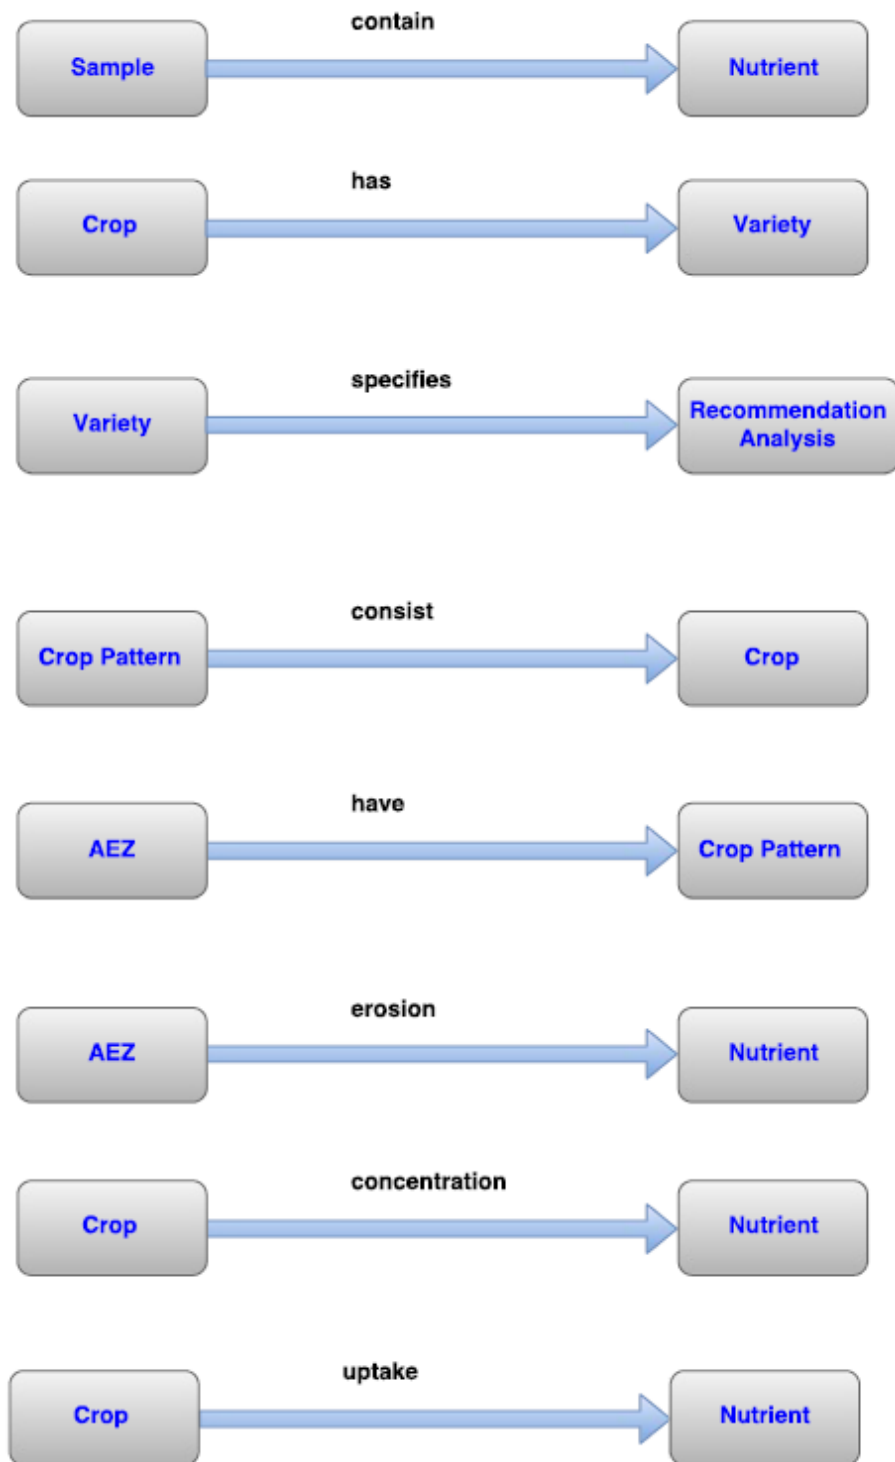 contain
Sample
Nutrient
has
Crop
Variety
specifies
Variety
Recommendation
Analysis
consist
Crop Pattern
Crop
have
AEZ
Crop Pattern
erosion
AEZ
Nutrient
concentration
Crop
Nutrient
uptake
Crop
Nutrient